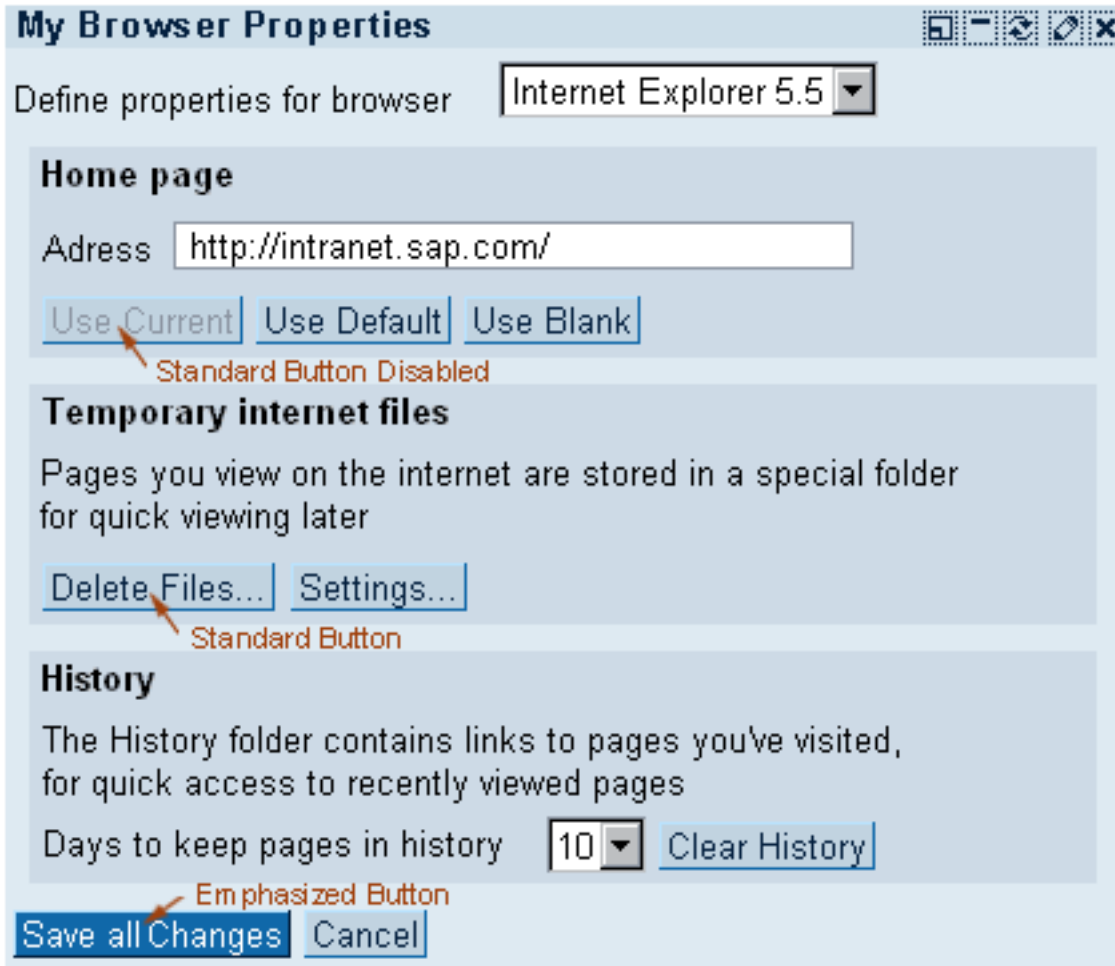 My Browser Properties
Define properties for browser Internet Explorer 5.5
Home page
Adress http://intranet.sap.com/
Use Current Use Default Use Blank
Standard Button Disabled
Temporary internet files
Pages you view on the internet are stored in a special folder
for quick viewing later
Delete Files... Settings...
Standard Button
History
The History folder contains links to pages you've visited,
for quick access to recently viewed pages
Days to keep pages in history 10 Clear History
Emphasized Button
Save all Changes Cancel